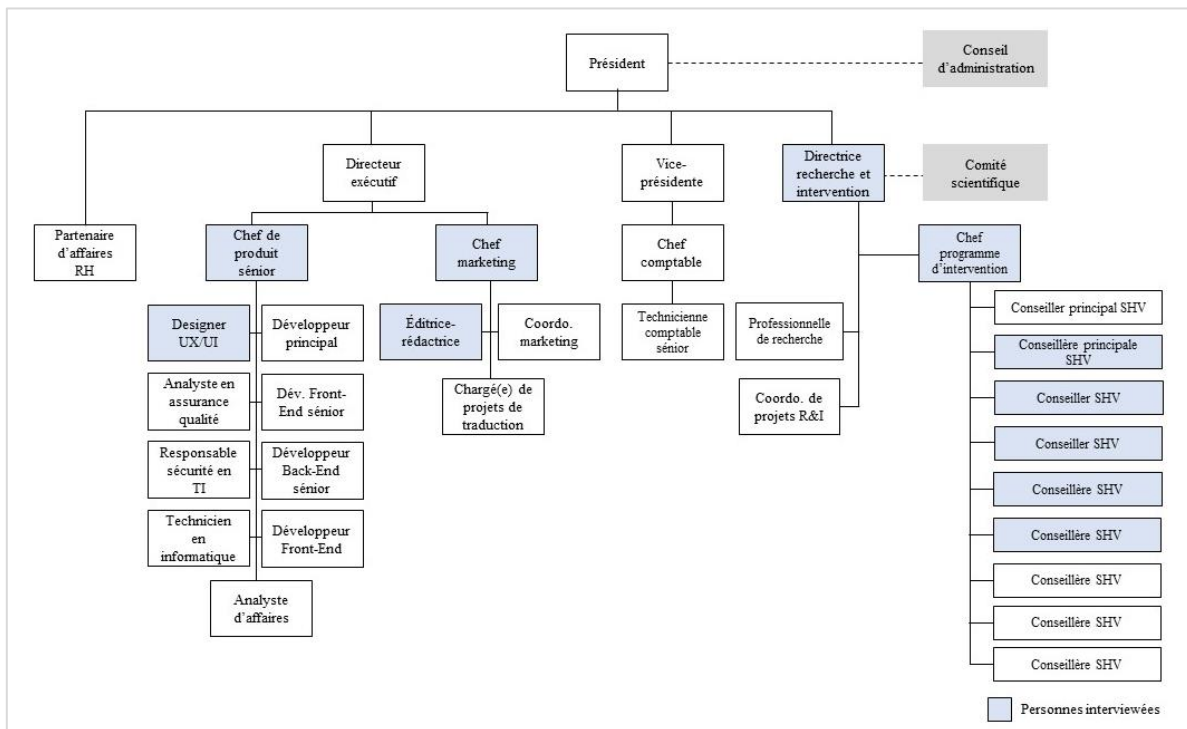 Président
Conseil
d’administration
Directeur
exécutif
Vice-
présidente
Directrice
recherche et
intervention
Comité
scientifique
Partenaire
d’affaires
RH
Chef de
produit
sénior
Chef
marketing
Chef
comptable
Chef
programme
d’intervention
Designer
UX/UI
Développeur
principal
Éditrice-
rédactrice
Coordo.
marketing
Technicienne
comptable
sénior
Professionnelle
de recherche
Conseiller principal SHV
Conseillère principale
SHV
Analyste en
assurance
qualité
Dév. Front-
End sénior
Chargé(e) de
projets de
traduction
Coordo. de
projets R&I
Conseiller SHV
Conseiller SHV
Responsable
sécurité en
TI
Développeur
Back-End
sénior
Conseillère SHV
Conseillère SHV
Technicien
en
informatique
Développeur
Front-End
Conseillère SHV
Analyste
d’affaires
Conseillère SHV
Conseillère SHV
Personnes interviewées